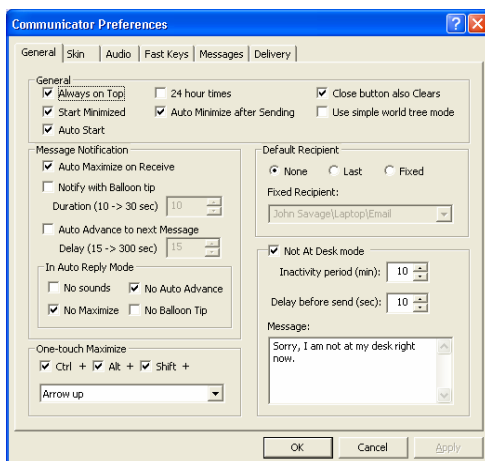 Communicator Preferences
General Skin Audio Fast Keys Messages Delivery
General
Always on Top
24 hour times
Close button also Clears
Start Minimized
Auto Minimize after Sending
Use simple world tree mode
Auto Start
Message Notification
Auto Maximize on Receive
Notify with Balloon tip
Duration (10 -> 30 sec) 10
Auto Advance to next Message
Delay (15 -> 300 sec) 15
In Auto Reply Mode
No sounds
No Auto Advance
No Maximize
No Balloon Tip
One-touch Maximize
Ctrl + Alt + Shift +
Arrow up
Default Recipient
None Last Fixed
Fixed Recipient:
John Savage\Laptop\Email
Not At Desk mode
Inactivity period (min): 10
Delay before send (sec): 10
Message:
Sorry, I am not at my desk right
now.
OK Cancel Apply